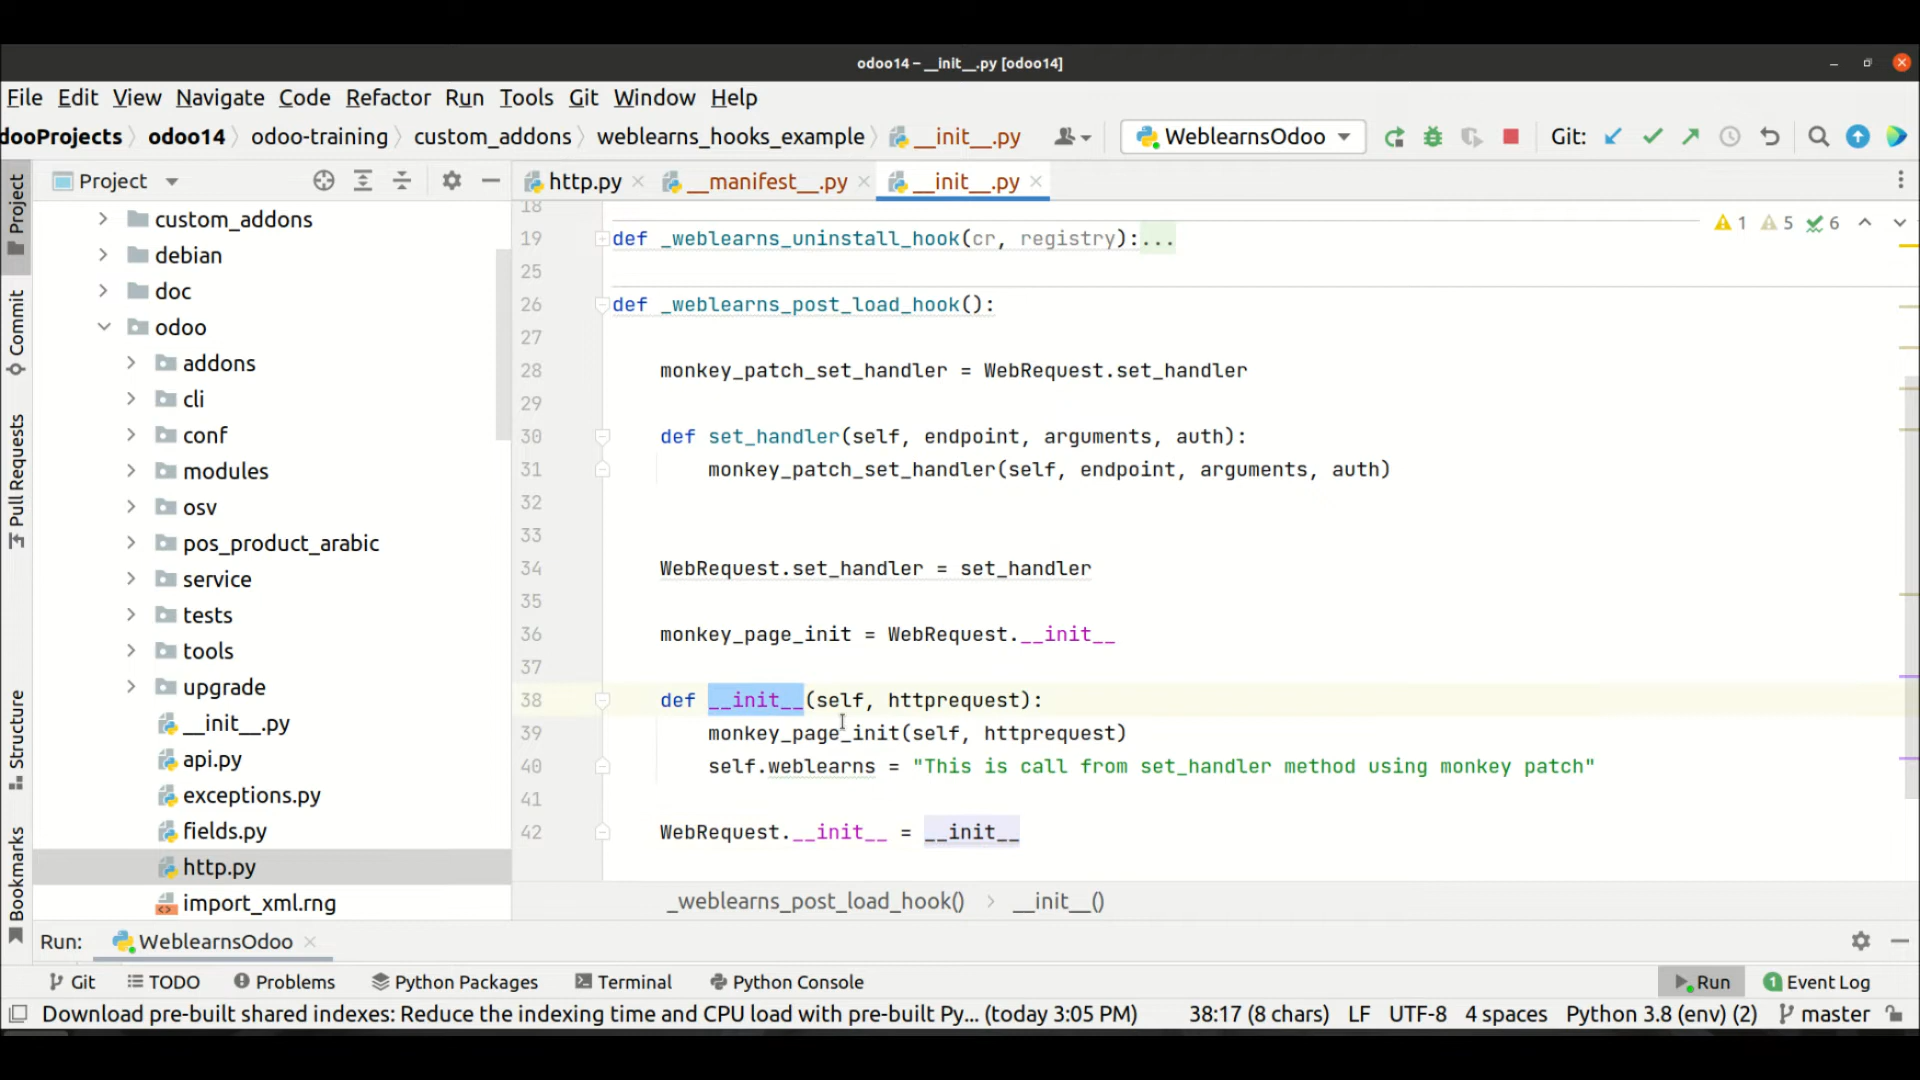 odoo14 – __init__.py [odoo14]
File Edit View Navigate Code Refactor Run Tools Git Window Help
dooProjects odoo14 odoo-training custom_addons weblearns_hooks_example __init__.py WeblearnsOdoo Git:
Project http.py __manifest__.py __init__.py
Project
Commit
Pull Requests
Structure
Bookmarks
custom_addons
debian
doc
odoo
addons
cli
conf
modules
osv
pos_product_arabic
service
tests
tools
upgrade
__init__.py
api.py
exceptions.py
fields.py
http.py
import_xml.rng
1 5 6
18
19 def _weblearns_uninstall_hook(cr, registry):...
25
26 def _weblearns_post_load_hook():
27
28 monkey_patch_set_handler = WebRequest.set_handler
29
30 def set_handler(self, endpoint, arguments, auth):
31 monkey_patch_set_handler(self, endpoint, arguments, auth)
32
33
34 WebRequest.set_handler = set_handler
35
36 monkey_page_init = WebRequest.__init__
37
38 def __init__(self, httprequest):
39 monkey_page_init(self, httprequest)
40 self.weblearns = "This is call from set_handler method using monkey patch"
41
42 WebRequest.__init__ = __init__
_weblearns_post_load_hook() __init__()
Run: WeblearnsOdoo
Git TODO Problems Python Packages Terminal Python Console Run 1 Event Log
Download pre-built shared indexes: Reduce the indexing time and CPU load with pre-built Py... (today 3:05 PM) 38:17 (8 chars) LF UTF-8 4 spaces Python 3.8 (env) (2) master